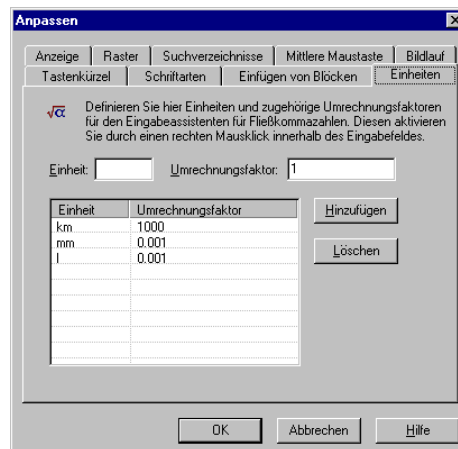 Anpassen
Anzeige Raster Suchverzeichnisse Mittlere Maustaste Bildlauf
Tastenkürzel Schriftarten Einfügen von Blöcken Einheiten
√α Definieren Sie hier Einheiten und zugehörige Umrechnungsfaktoren
für den Eingabeassistenten für Fließkommazahlen. Diesen aktivieren
Sie durch einen rechten Mausklick innerhalb des Eingabefeldes.
Einheit: Umrechnungsfaktor: 1
Einheit Umrechnungsfaktor Hinzufügen
km 1000
mm 0.001
l 0.001
Löschen
OK Abbrechen Hilfe